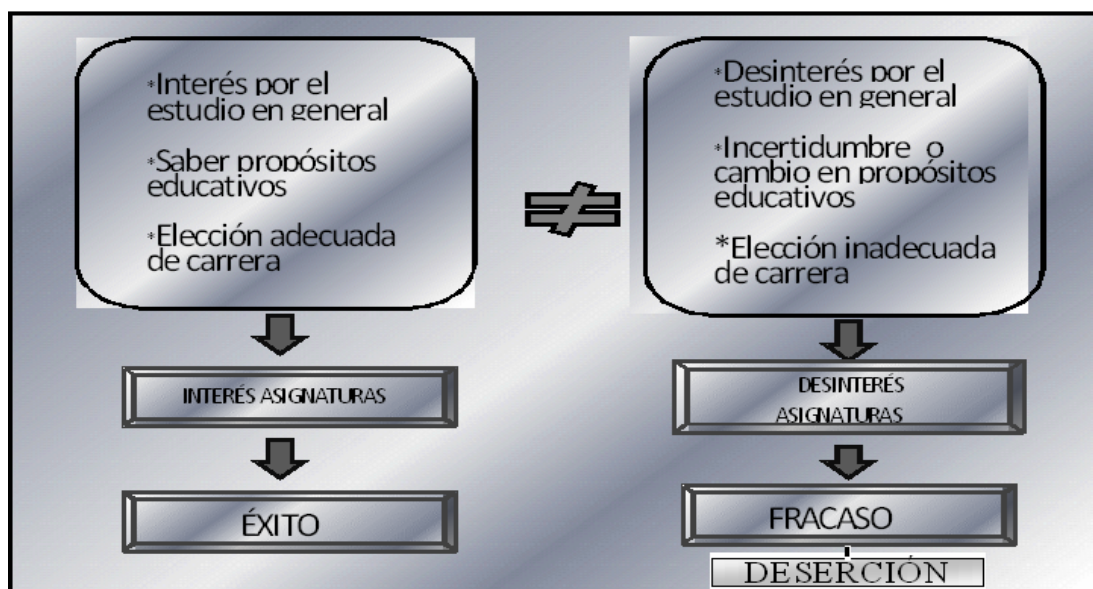 *Interés por el
estudio en general
*Saber propósitos
educativos
*Elección adecuada
de carrera
INTERÉS ASIGNATURAS
ÉXITO
≠
*Desinterés por el
estudio en general
*Incertidumbre o
cambio en propósitos
educativos
*Elección inadecuada
de carrera
DESINTERÉS
ASIGNATURAS
FRACASO
DESERCIÓN